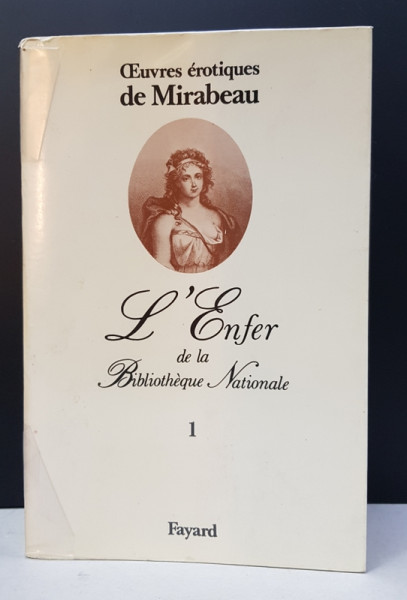 Œuvres érotiques
de Mirabeau
L'Enfer
de la
Bibliothèque Nationale
1
Fayard